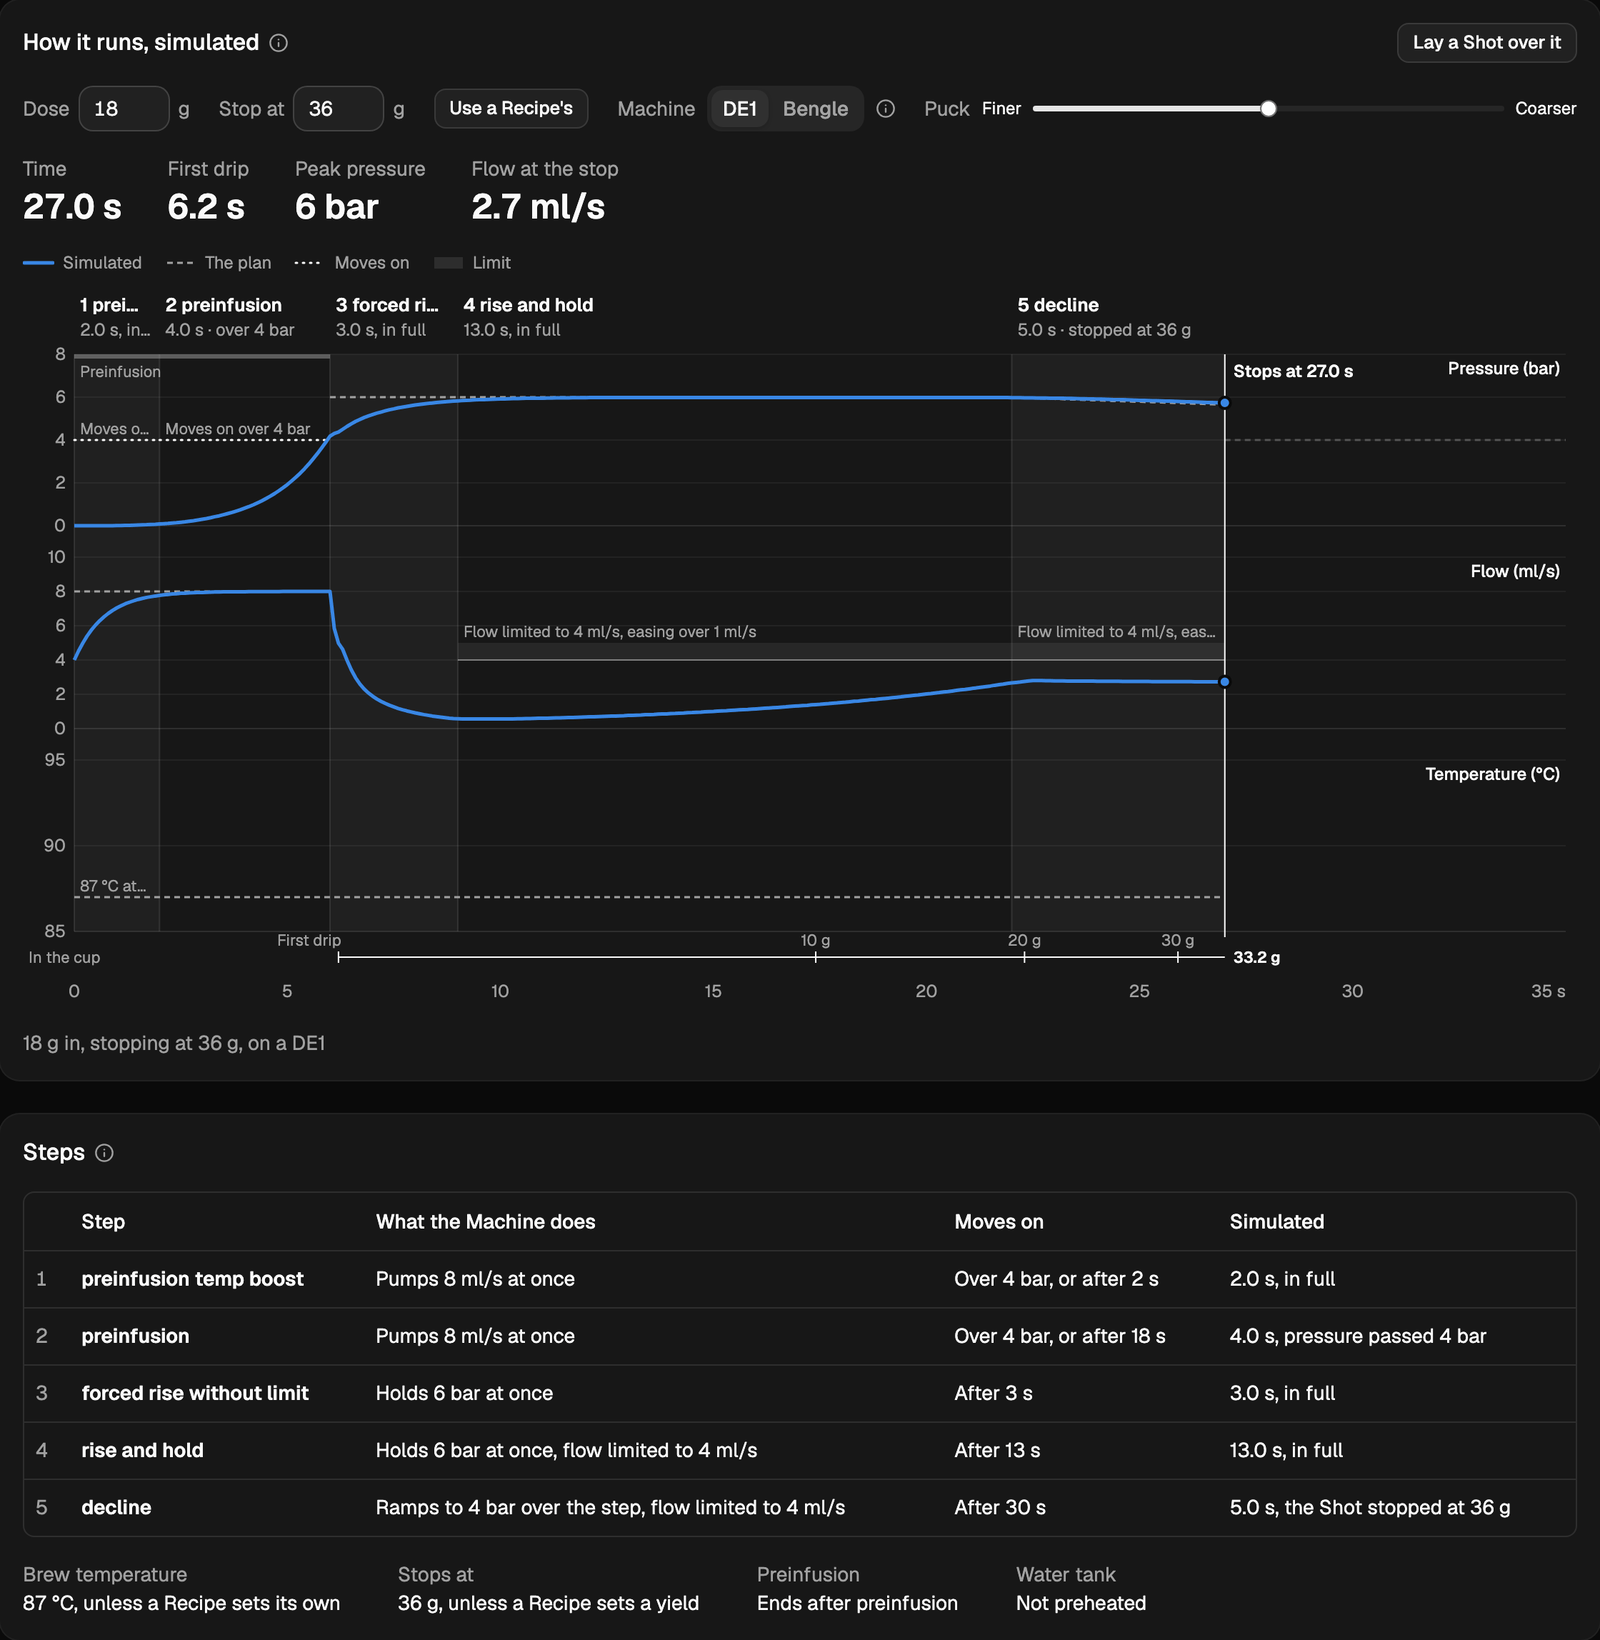 How it runs, simulated
Lay a Shot over it
Dose 18 g Stop at 36 g Use a Recipe's Machine DE1 Bengle Puck Finer Coarser
Time First drip Peak pressure Flow at the stop
27.0 s 6.2 s 6 bar 2.7 ml/s
Simulated The plan Moves on Limit
1 prei... 2 preinfusion 3 forced ri... 4 rise and hold 5 decline
2.0 s, in... 4.0 s · over 4 bar 3.0 s, in full 13.0 s, in full 5.0 s · stopped at 36 g
8
Preinfusion Stops at 27.0 s Pressure (bar)
6
Moves o... Moves on over 4 bar
4
2
0
10
Flow (ml/s)
8
6 Flow limited to 4 ml/s, easing over 1 ml/s Flow limited to 4 ml/s, eas...
4
2
0
95
Temperature (°C)
90
87 °C at...
85
First drip 10 g 20 g 30 g
In the cup 33.2 g
0 5 10 15 20 25 30 35 s
18 g in, stopping at 36 g, on a DE1
Steps
Step What the Machine does Moves on Simulated
1 preinfusion temp boost Pumps 8 ml/s at once Over 4 bar, or after 2 s 2.0 s, in full
2 preinfusion Pumps 8 ml/s at once Over 4 bar, or after 18 s 4.0 s, pressure passed 4 bar
3 forced rise without limit Holds 6 bar at once After 3 s 3.0 s, in full
4 rise and hold Holds 6 bar at once, flow limited to 4 ml/s After 13 s 13.0 s, in full
5 decline Ramps to 4 bar over the step, flow limited to 4 ml/s After 30 s 5.0 s, the Shot stopped at 36 g
Brew temperature Stops at Preinfusion Water tank
87 °C, unless a Recipe sets its own 36 g, unless a Recipe sets a yield Ends after preinfusion Not preheated